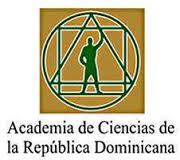 Academia de Ciencias de
la República Dominicana